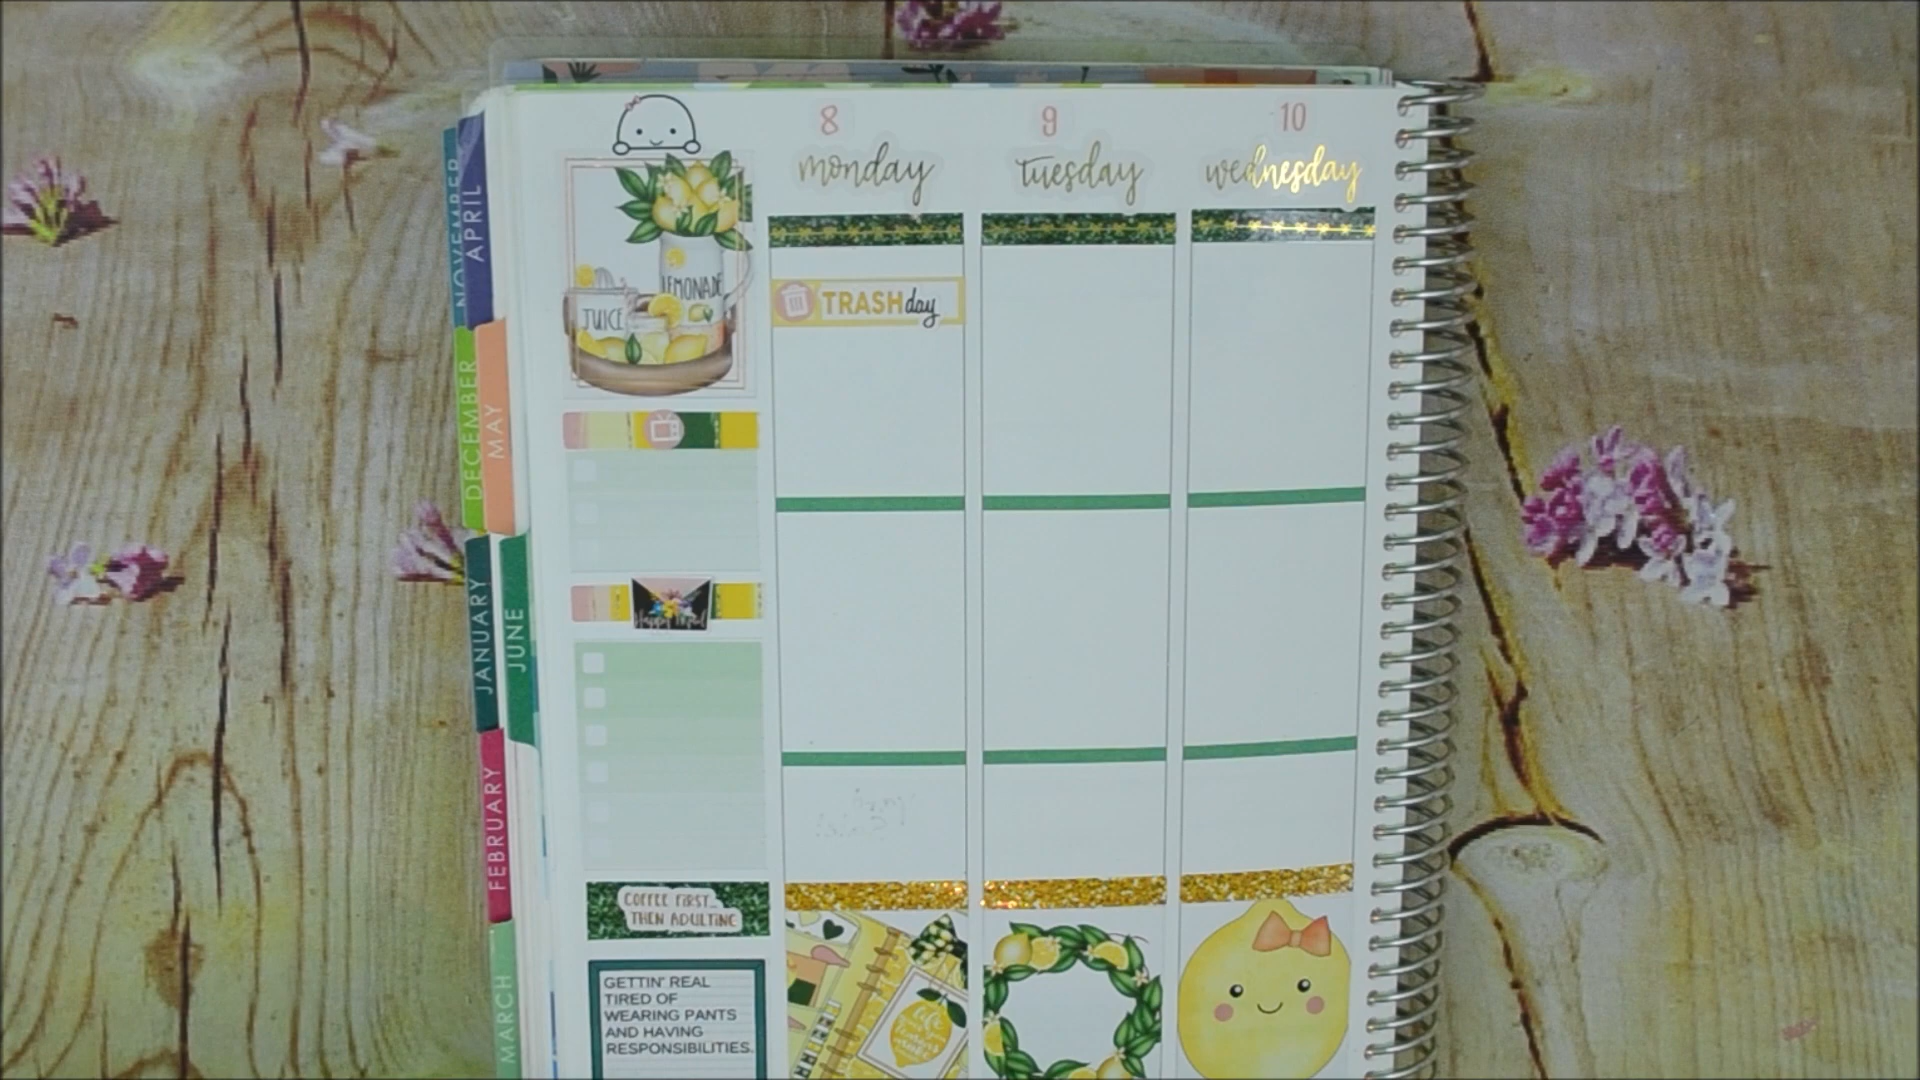 8
9
10
monday
tuesday
wednesday
LEMONADE
JUICE
TRASH day
COFFEE FIRST...
THEN ADULTING
GETTIN' REAL
TIRED OF
WEARING PANTS
AND HAVING
RESPONSIBILITIES.
NOVEMBER
APRIL
DECEMBER
MAY
JANUARY
JUNE
FEBRUARY
MARCH